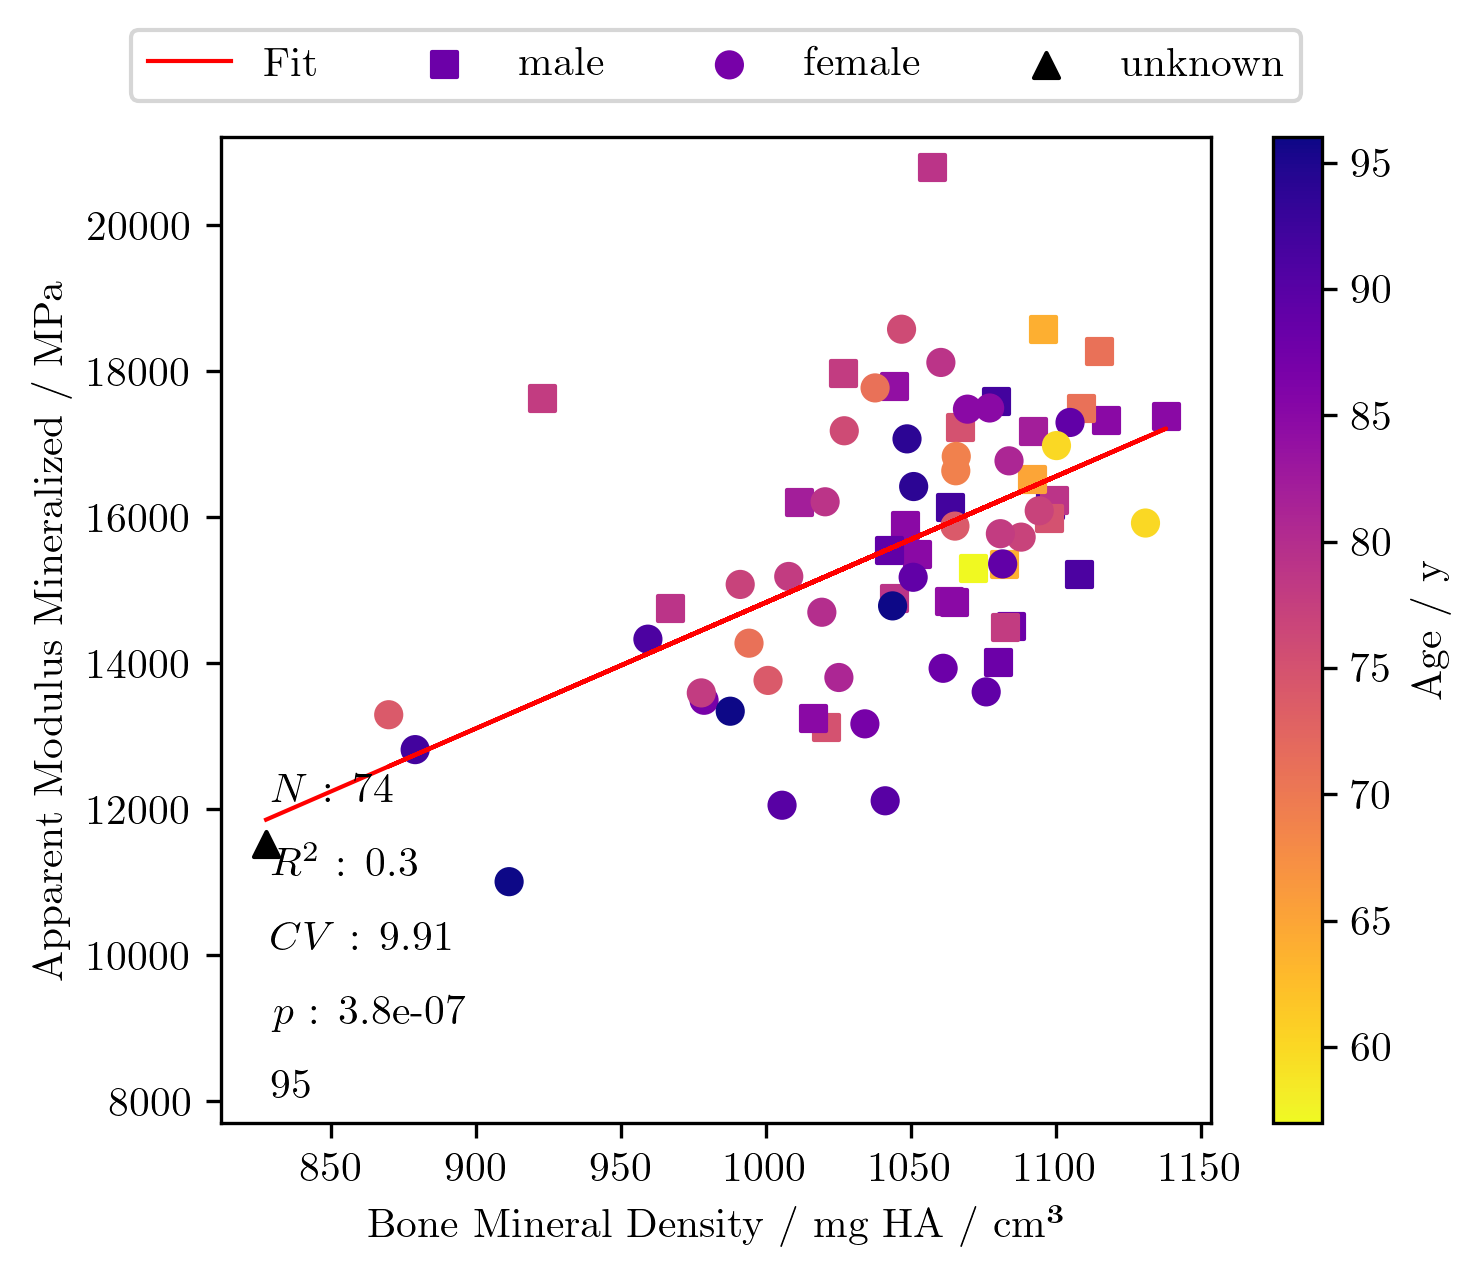 Fit male female unknown
Apparent Modulus Mineralized / MPa
20000
18000
16000
14000
12000
10000
8000
N : 74
R² : 0.3
CV : 9.91
p : 3.8e-07
95
850 900 950 1000 1050 1100 1150
Bone Mineral Density / mg HA / cm³
95
90
85
80
75
70
65
60
Age / y